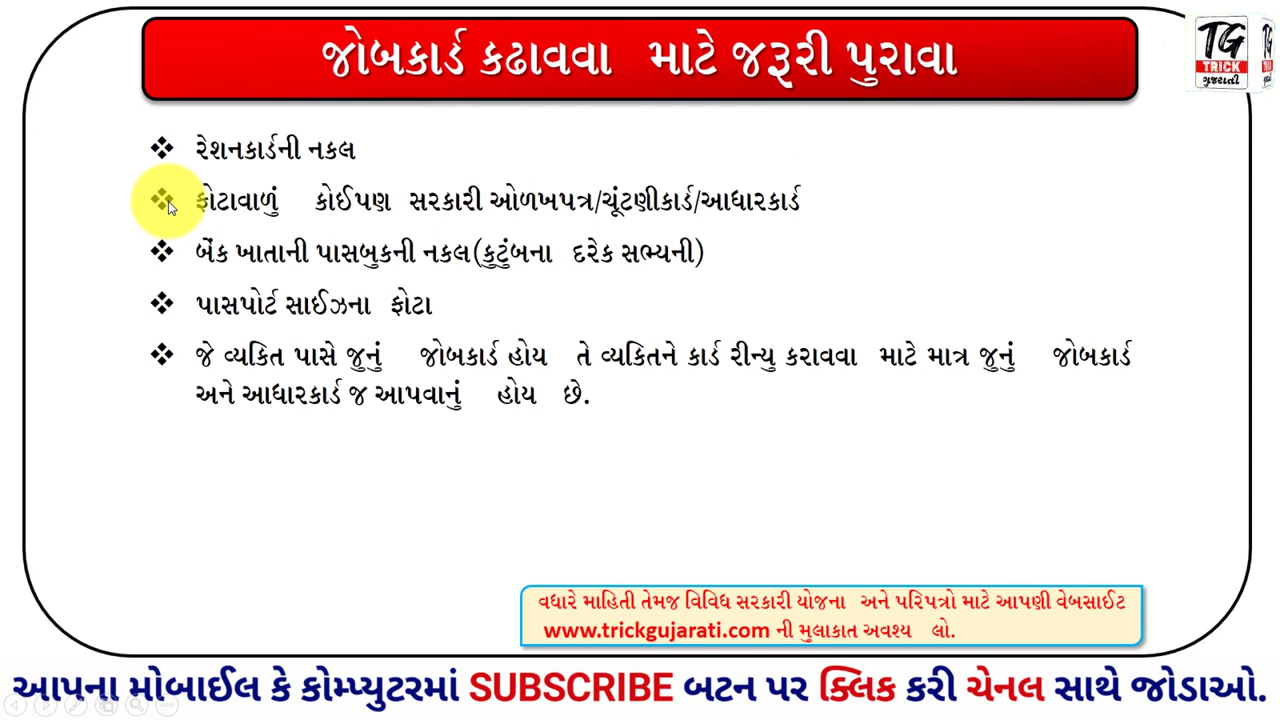 જોબકાર્ડ કઢાવવા માટે જરૂરી પુરાવા
TG
TRICK
ગુજરાતી
રેશનકાર્ડની નકલ
ફોટાવાળું કોઈપણ સરકારી ઓળખપત્ર/ચૂંટણીકાર્ડ/આધારકાર્ડ
બેંક ખાતાની પાસબુકની નકલ(કુટુંબના દરેક સભ્યની)
પાસપોર્ટ સાઈઝના ફોટા
જે વ્યકિત પાસે જુનું જોબકાર્ડ હોય તે વ્યકિતને કાર્ડ રીન્યુ કરાવવા માટે માત્ર જુનું જોબકાર્ડ
અને આધારકાર્ડ જ આપવાનું હોય છે.
વધારે માહિતી તેમજ વિવિધ સરકારી યોજના અને પરિપત્રો માટે આપણી વેબસાઈટ
www.trickgujarati.com ની મુલાકાત અવશ્ય લો.
આપના મોબાઈલ કે કોમ્પ્યુટરમાં SUBSCRIBE બટન પર ક્લિક કરી ચેનલ સાથે જોડાઓ.